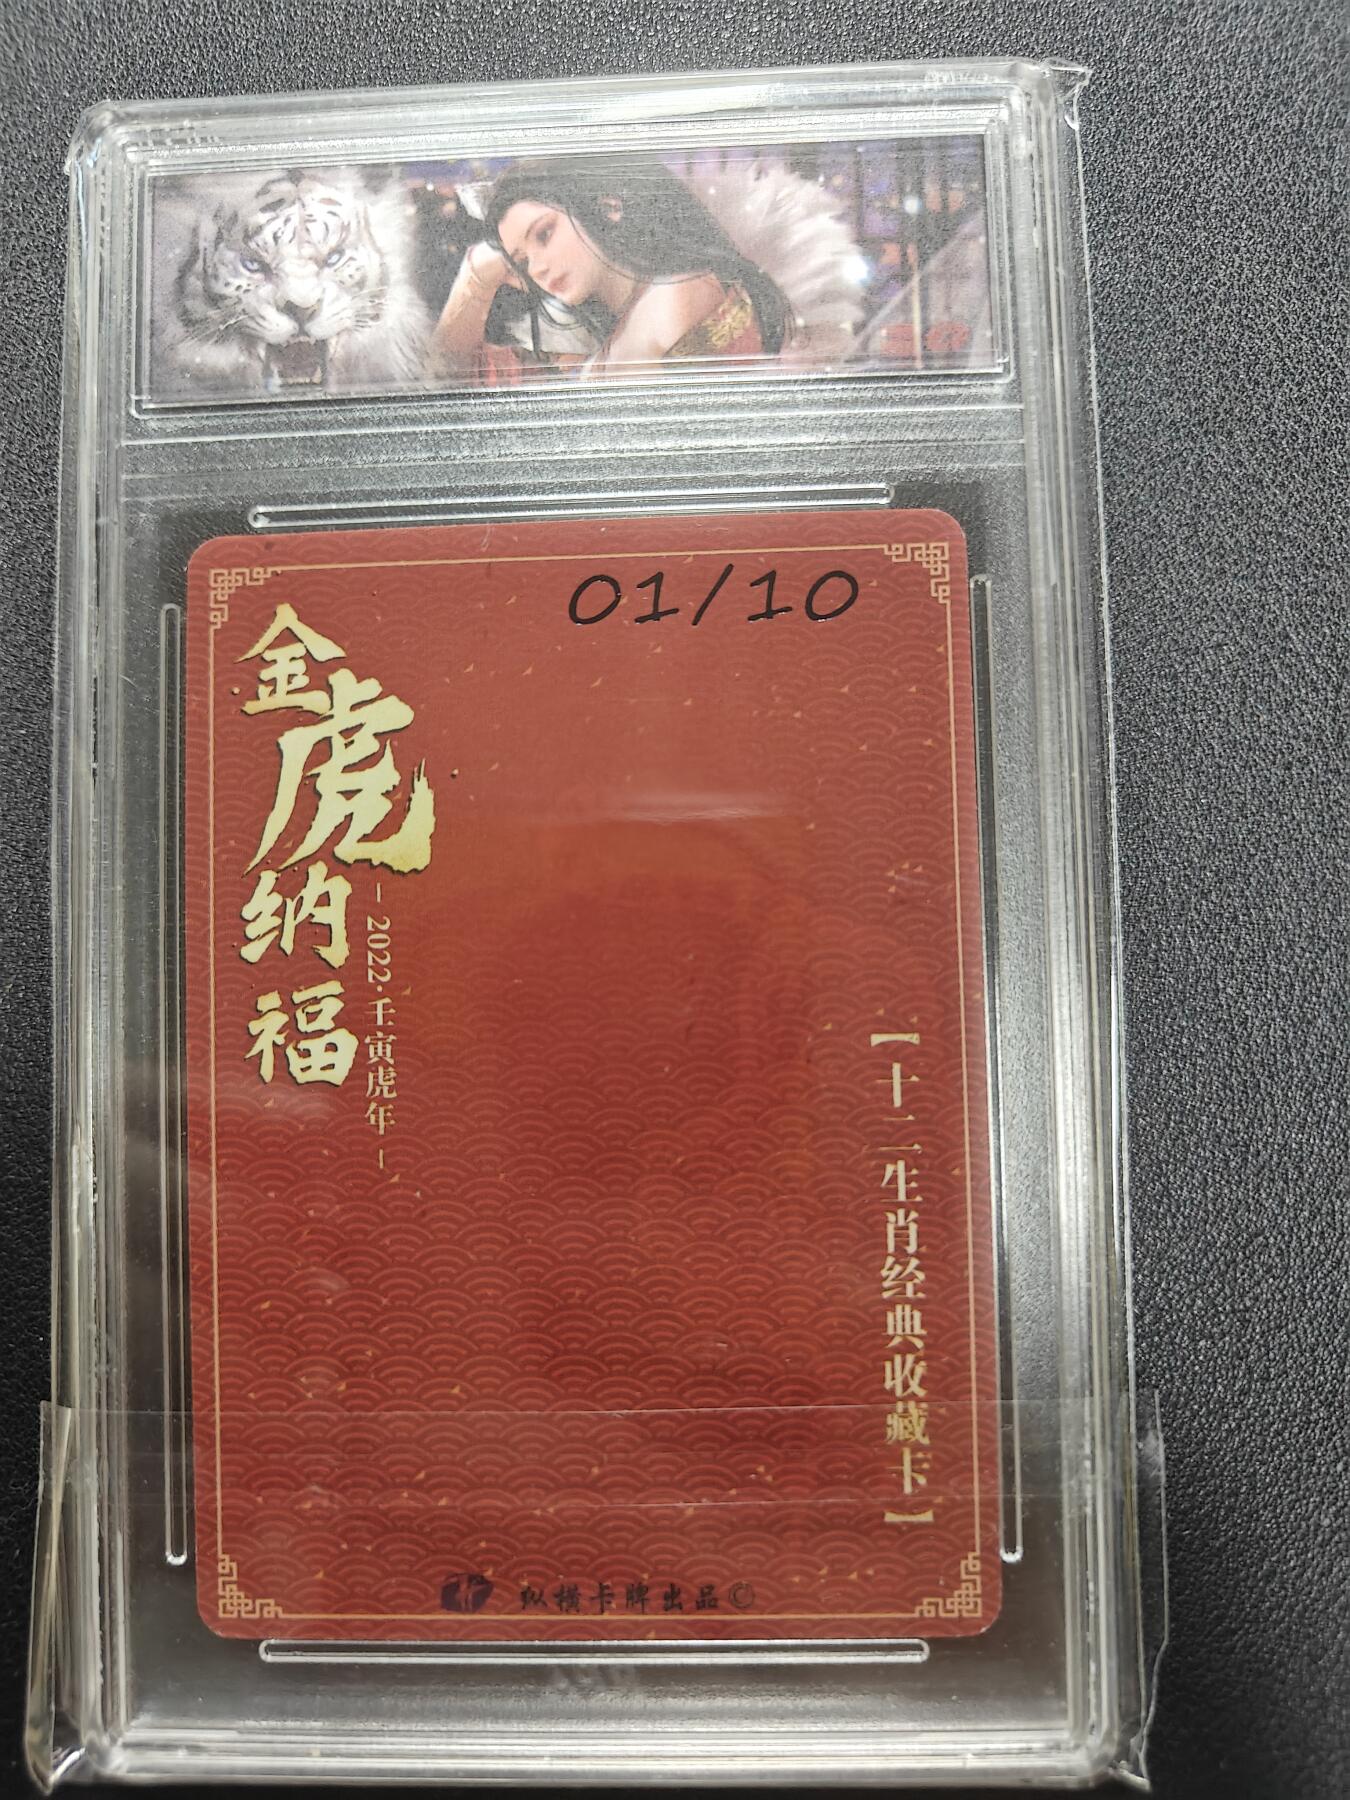 01/10
金虎纳福
－2022·壬寅虎年－
【十二生肖经典收藏卡】
纵横卡牌出品©